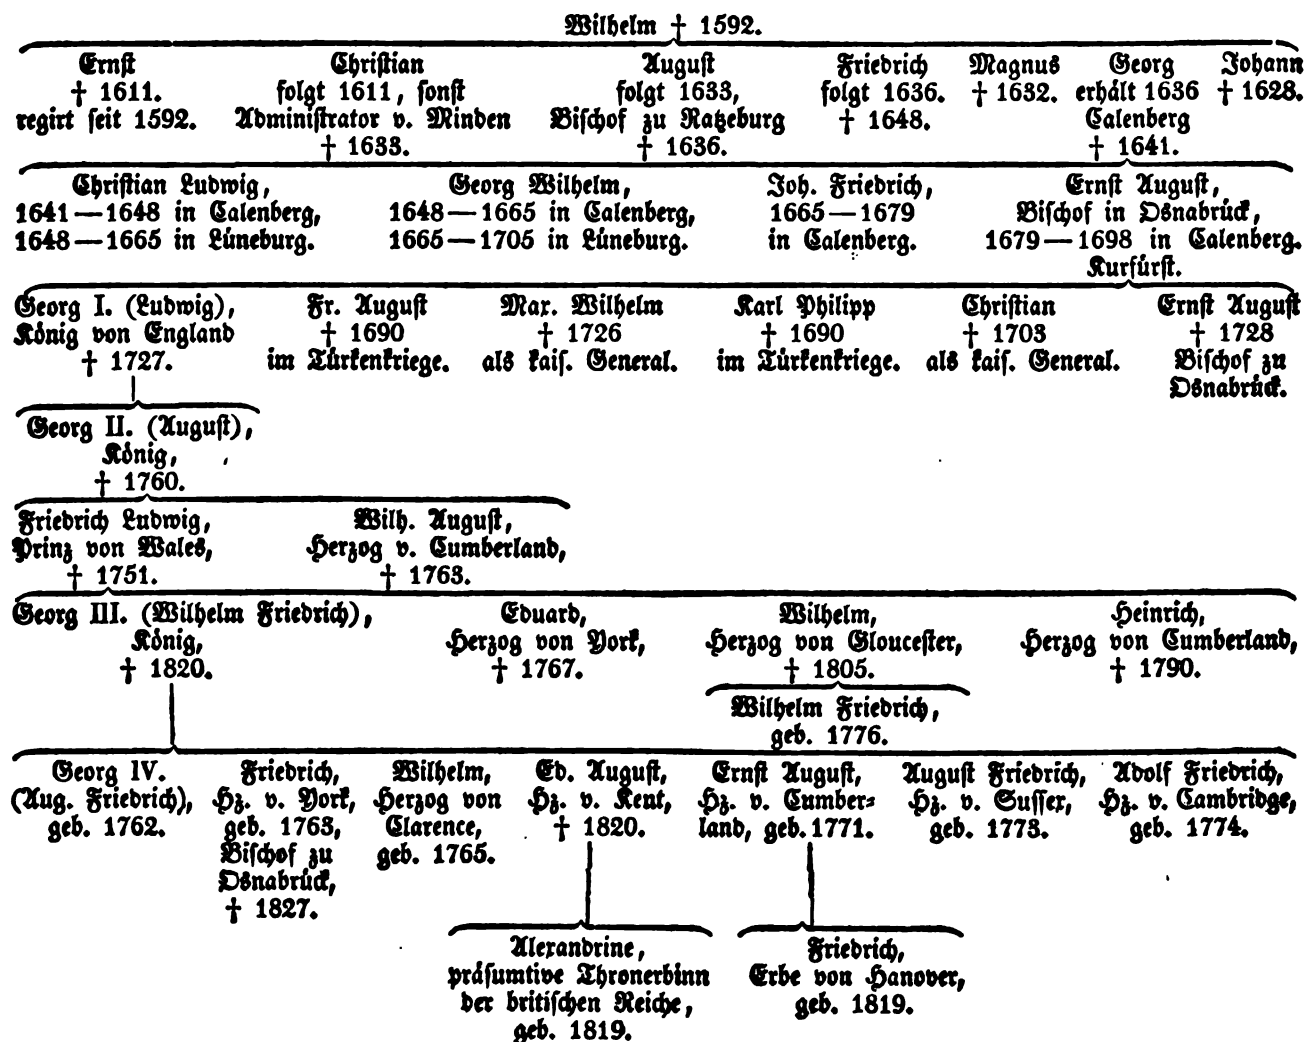 Wilhelm † 1592.
Ernst
† 1611.
regirt seit 1592.
Christian
folgt 1611, sonst
Administrator v. Minden
† 1633.
August
folgt 1633,
Bischof zu Ratzeburg
† 1636.
Friedrich
folgt 1636.
† 1648.
Magnus
† 1632.
Georg
erhält 1636
Calenberg
† 1641.
Johann
† 1628.
Christian Ludwig,
1641—1648 in Calenberg,
1648—1665 in Lüneburg.
Georg Wilhelm,
1648—1665 in Calenberg,
1665—1705 in Lüneburg.
Joh. Friedrich,
1665—1679
in Calenberg.
Ernst August,
Bischof in Osnabrück,
1679—1698 in Calenberg.
Kurfürst.
Georg I. (Ludwig),
König von England
† 1727.
Fr. August
† 1690
im Türkenkriege.
Max. Wilhelm
† 1726
als kais. General.
Karl Philipp
† 1690
im Türkenkriege.
Christian
† 1703
als kais. General.
Ernst August
† 1728
Bischof zu
Osnabrück.
Georg II. (August),
König,
† 1760.
Friedrich Ludwig,
Prinz von Wales,
† 1751.
Wilh. August,
Herzog v. Cumberland,
† 1763.
Georg III. (Wilhelm Friedrich),
König,
† 1820.
Eduard,
Herzog von York,
† 1767.
Wilhelm,
Herzog von Gloucester,
† 1805.
Heinrich,
Herzog von Cumberland,
† 1790.
Wilhelm Friedrich,
geb. 1776.
Georg IV.
(Aug. Friedrich),
geb. 1762.
Friedrich,
Hz. v. York,
geb. 1763,
Bischof zu
Osnabrück,
† 1827.
Wilhelm,
Herzog von
Clarence,
geb. 1765.
Ed. August,
Hz. v. Kent,
† 1820.
Ernst August,
Hz. v. Cumber-
land, geb. 1771.
August Friedrich,
Hz. v. Sussex,
geb. 1773.
Adolf Friedrich,
Hz. v. Cambridge,
geb. 1774.
Alexandrine,
präsumtive Thronerbinn
der britischen Reiche,
geb. 1819.
Friedrich,
Erbe von Hanover,
geb. 1819.